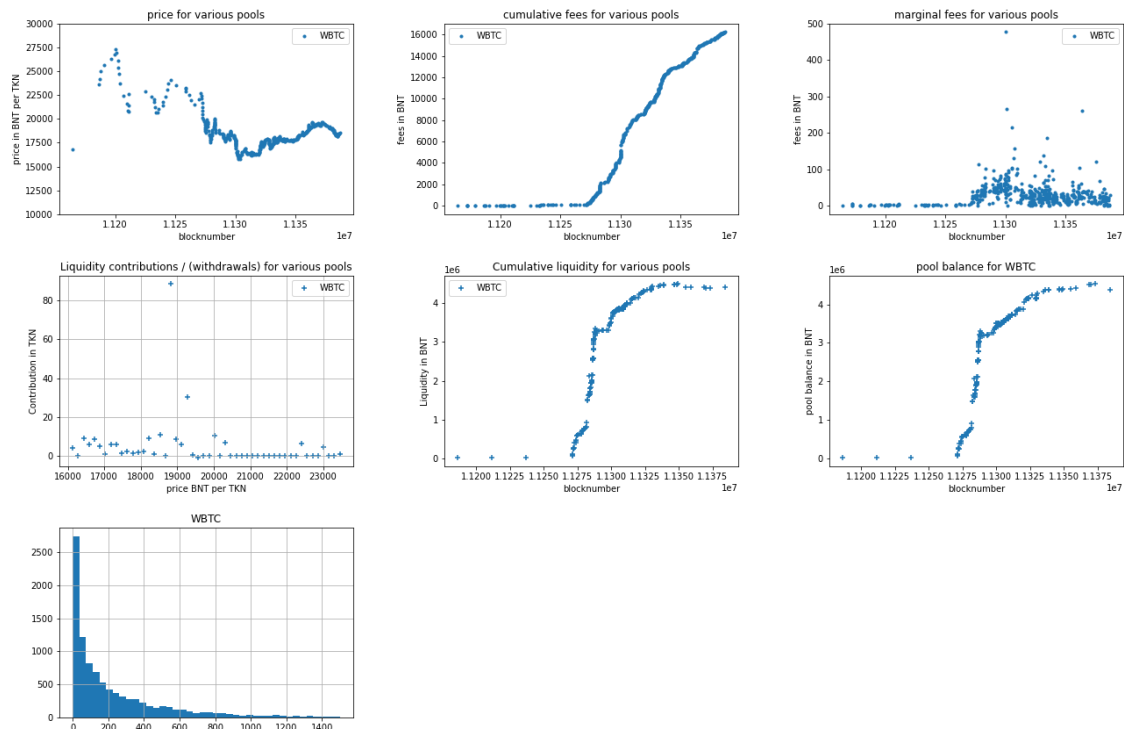 price for various pools
WBTC
price in BNT per TKN
30000
27500
25000
22500
20000
17500
15000
12500
10000
1.120 1.125 1.130 1.135
1e7
blocknumber
cumulative fees for various pools
WBTC
fees in BNT
16000
14000
12000
10000
8000
6000
4000
2000
0
1.120 1.125 1.130 1.135
1e7
blocknumber
marginal fees for various pools
WBTC
fees in BNT
500
400
300
200
100
0
1.120 1.125 1.130 1.135
1e7
blocknumber
Liquidity contributions / (withdrawals) for various pools
WBTC
Contribution in TKN
80
60
40
20
0
16000 17000 18000 19000 20000 21000 22000 23000
price BNT per TKN
Cumulative liquidity for various pools
1e6
WBTC
Liquidity in BNT
4
3
2
1
0
1.1200 1.1225 1.1250 1.1275 1.1300 1.1325 1.1350 1.1375
1e7
blocknumber
pool balance for WBTC
1e6
pool balance in BNT
4
3
2
1
0
1.1200 1.1225 1.1250 1.1275 1.1300 1.1325 1.1350 1.1375
1e7
blocknumber
WBTC
2500
2000
1500
1000
500
0
0 200 400 600 800 1000 1200 1400